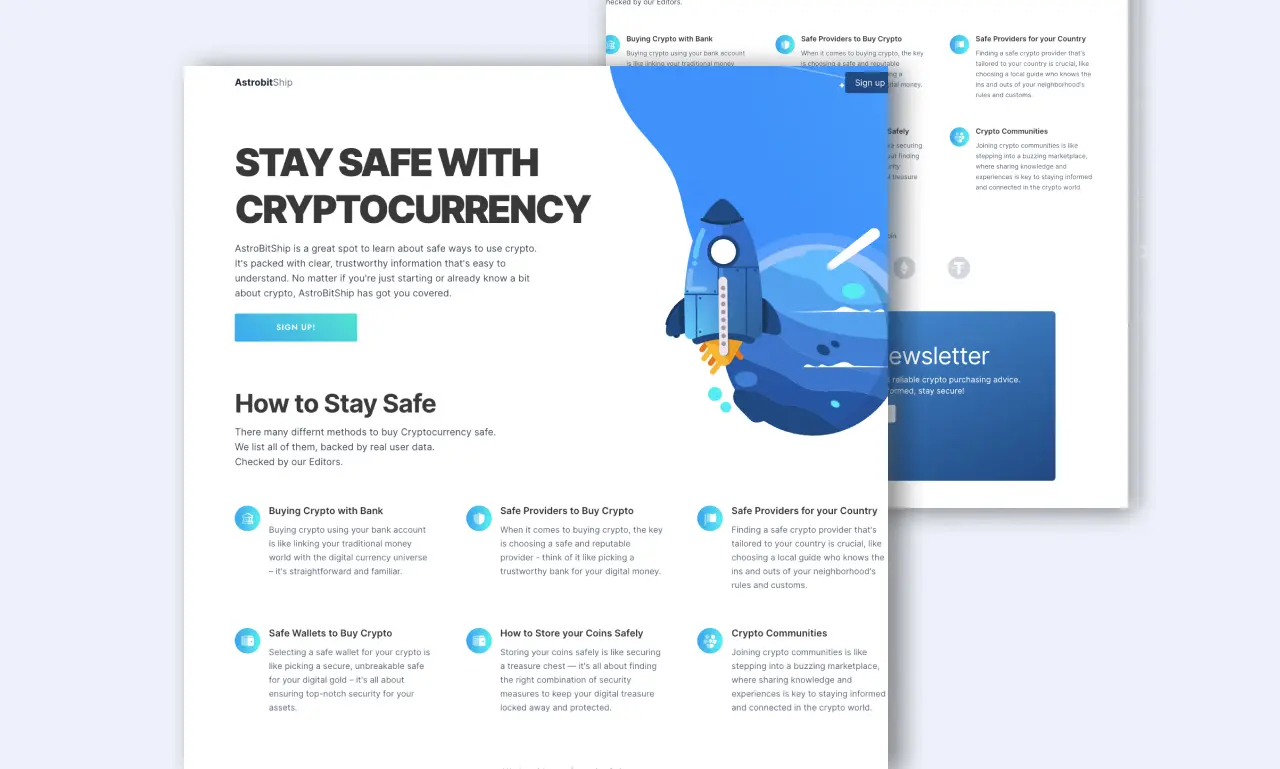 AstrobitShip
Sign up
STAY SAFE WITH
CRYPTOCURRENCY
AstroBitShip is a great spot to learn about safe ways to use crypto.
It's packed with clear, trustworthy information that's easy to
understand. No matter if you're just starting or already know a bit
about crypto, AstroBitShip has got you covered.
SIGN UP!
How to Stay Safe
There many differnt methods to buy Cryptocurrency safe.
We list all of them, backed by real user data.
Checked by our Editors.
Buying Crypto with Bank
Buying crypto using your bank account
is like linking your traditional money
world with the digital currency universe
– it's straightforward and familiar.
Safe Providers to Buy Crypto
When it comes to buying crypto, the key
is choosing a safe and reputable
provider - think of it like picking a
trustworthy bank for your digital money.
Safe Providers for your Country
Finding a safe crypto provider that's
tailored to your country is crucial, like
choosing a local guide who knows the
ins and outs of your neighborhood's
rules and customs.
Safe Wallets to Buy Crypto
Selecting a safe wallet for your crypto is
like picking a secure, unbreakable safe
for your digital gold – it's all about
ensuring top-notch security for your
assets.
How to Store your Coins Safely
Storing your coins safely is like securing
a treasure chest — it's all about finding
the right combination of security
measures to keep your digital treasure
locked away and protected.
Crypto Communities
Joining crypto communities is like
stepping into a buzzing marketplace,
where sharing knowledge and
experiences is key to staying informed
and connected in the crypto world.
hecked by our Editors.
Buying Crypto with Bank
Buying crypto using your bank account
is like linking your traditional money
Safe Providers to Buy Crypto
When it comes to buying crypto, the key
is choosing a safe and reputable
ng a
ital money.
Safe Providers for your Country
Finding a safe crypto provider that's
tailored to your country is crucial, like
choosing a local guide who knows the
ins and outs of your neighborhood's
rules and customs.
Safely
e securing
ut finding
urity
l treasure
Crypto Communities
Joining crypto communities is like
stepping into a buzzing marketplace,
where sharing knowledge and
experiences is key to staying informed
and connected in the crypto world.
ewsletter
reliable crypto purchasing advice.
ormed, stay secure!